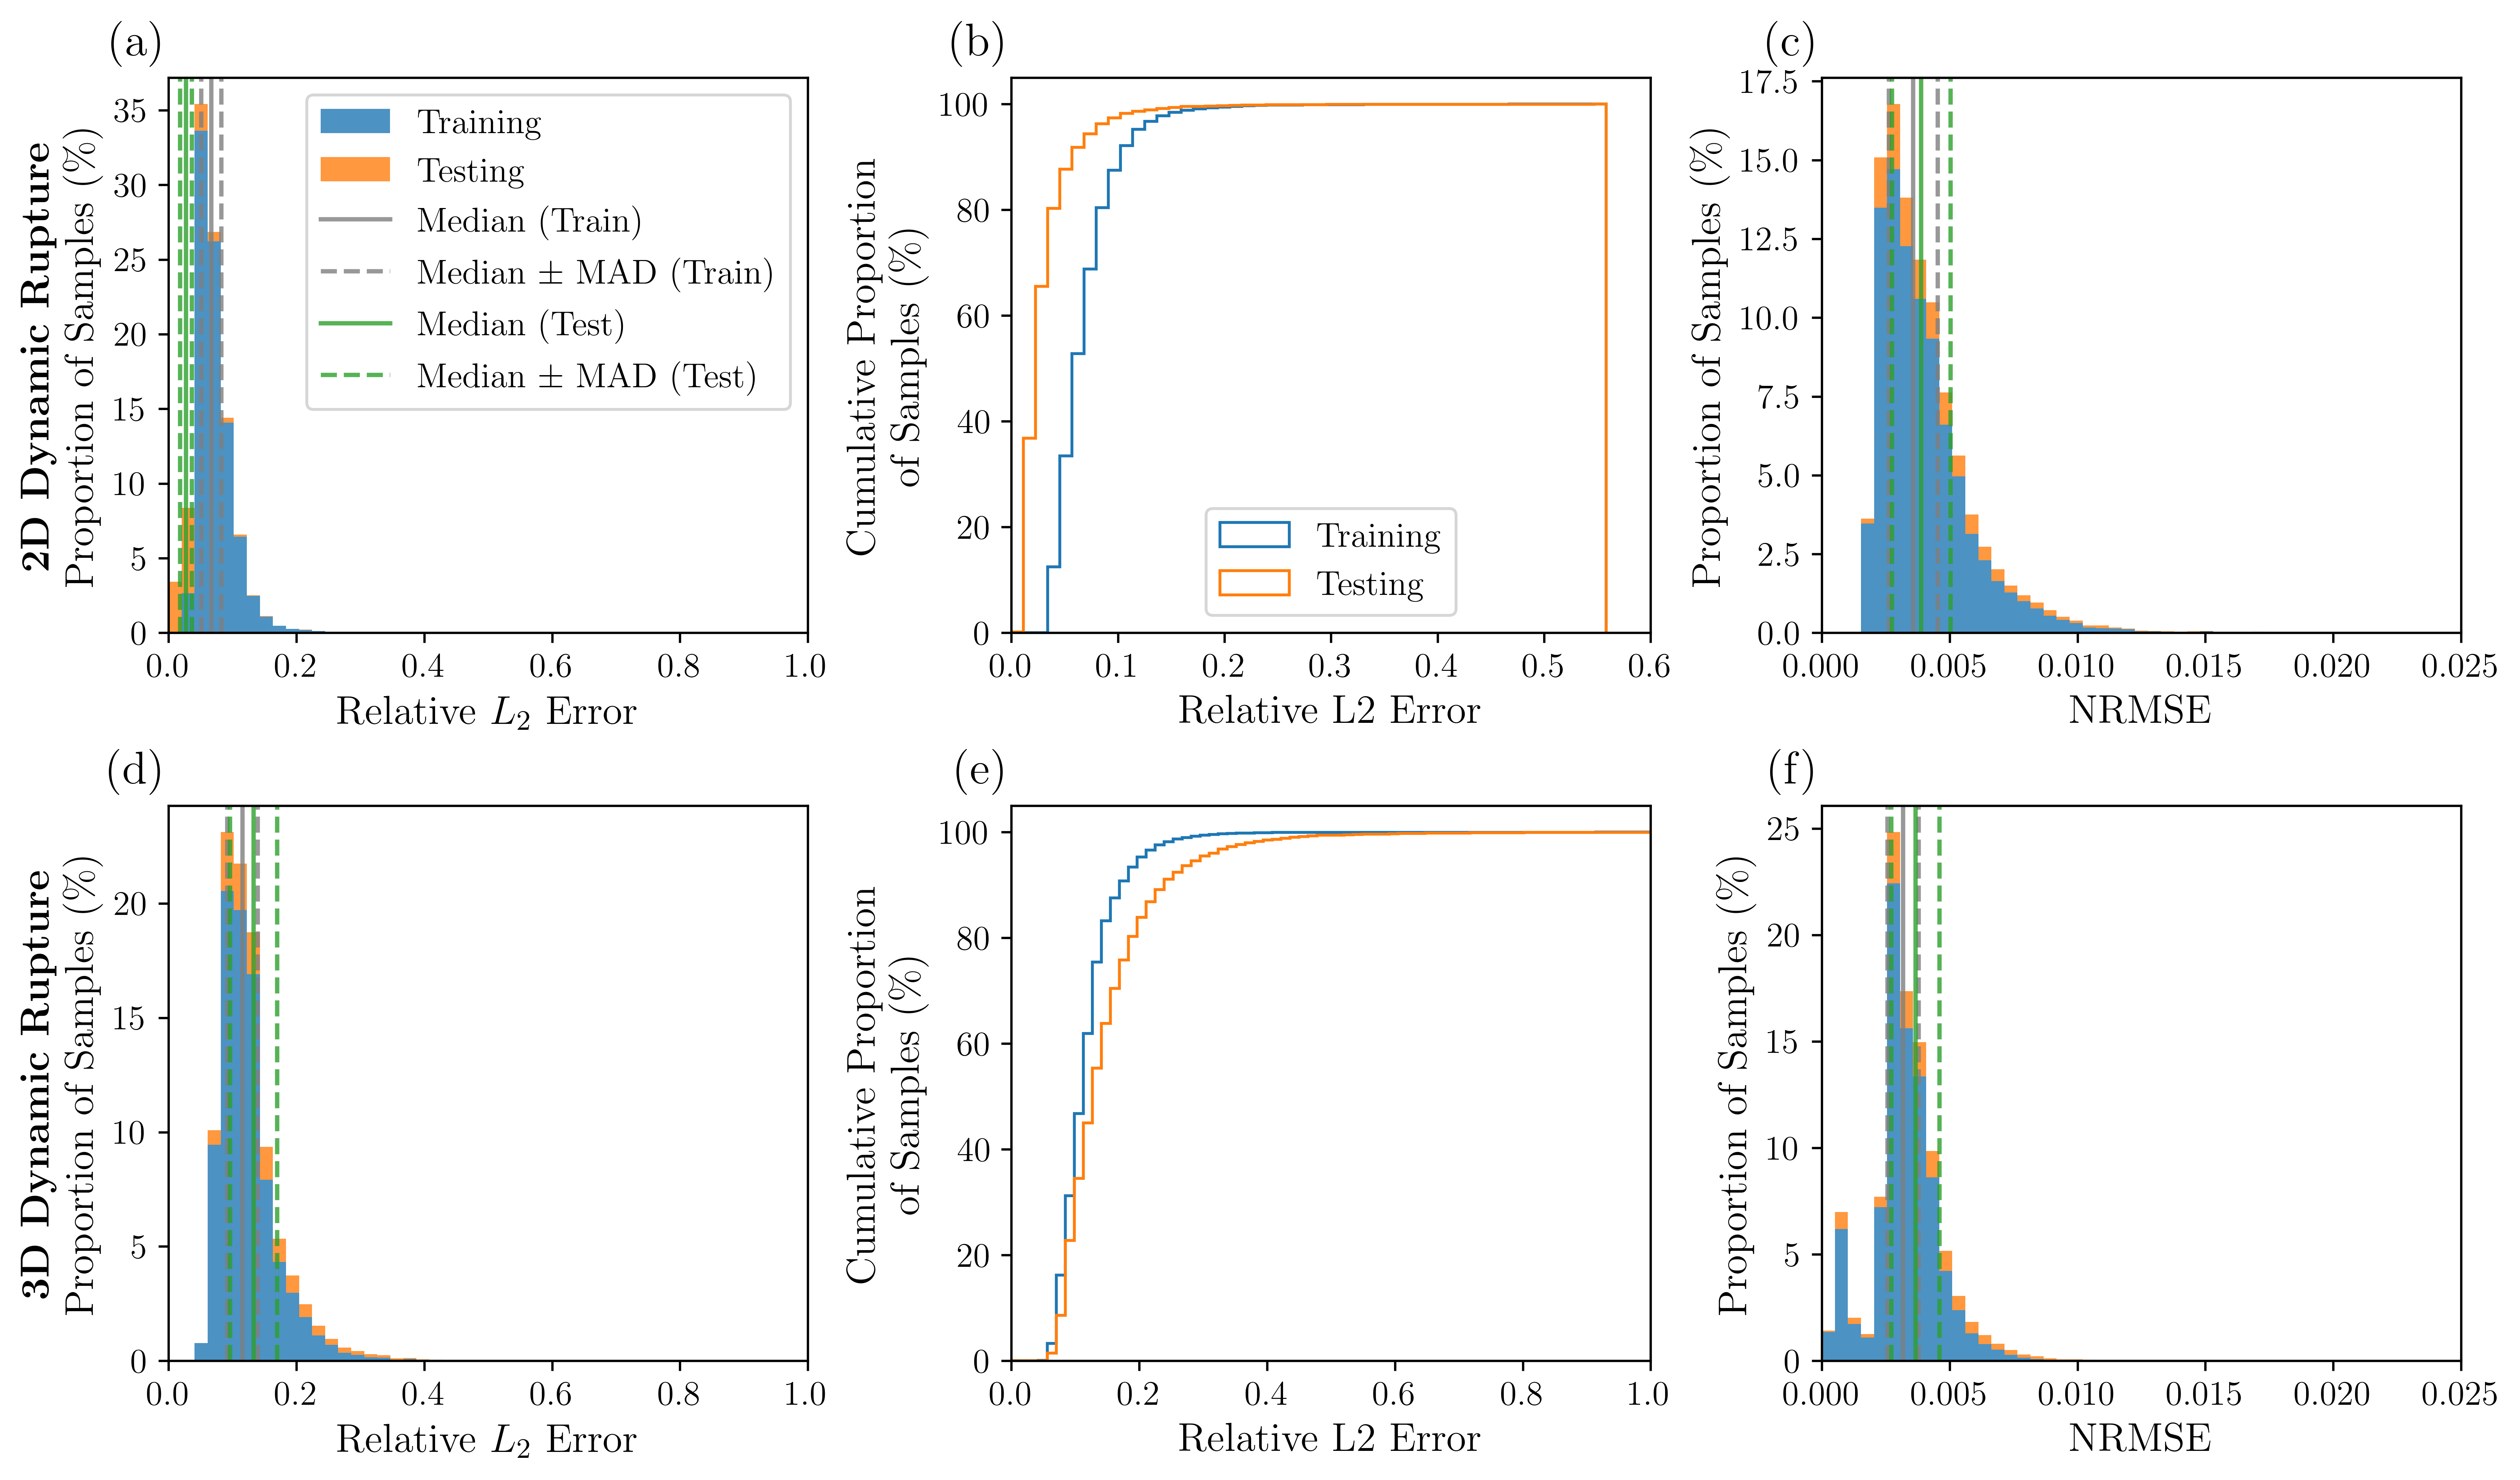 (a)
2D Dynamic Rupture
Proportion of Samples (%)
35
30
25
20
15
10
5
0
Training
Testing
Median (Train)
Median ± MAD (Train)
Median (Test)
Median ± MAD (Test)
0.0 0.2 0.4 0.6 0.8 1.0
Relative L₂ Error
(b)
Cumulative Proportion
of Samples (%)
100
80
60
40
20
0
Training
Testing
0.0 0.1 0.2 0.3 0.4 0.5 0.6
Relative L2 Error
(c)
Proportion of Samples (%)
17.5
15.0
12.5
10.0
7.5
5.0
2.5
0.0
0.000 0.005 0.010 0.015 0.020 0.025
NRMSE
(d)
3D Dynamic Rupture
Proportion of Samples (%)
20
15
10
5
0
0.0 0.2 0.4 0.6 0.8 1.0
Relative L₂ Error
(e)
Cumulative Proportion
of Samples (%)
100
80
60
40
20
0
0.0 0.2 0.4 0.6 0.8 1.0
Relative L2 Error
(f)
Proportion of Samples (%)
25
20
15
10
5
0
0.000 0.005 0.010 0.015 0.020 0.025
NRMSE